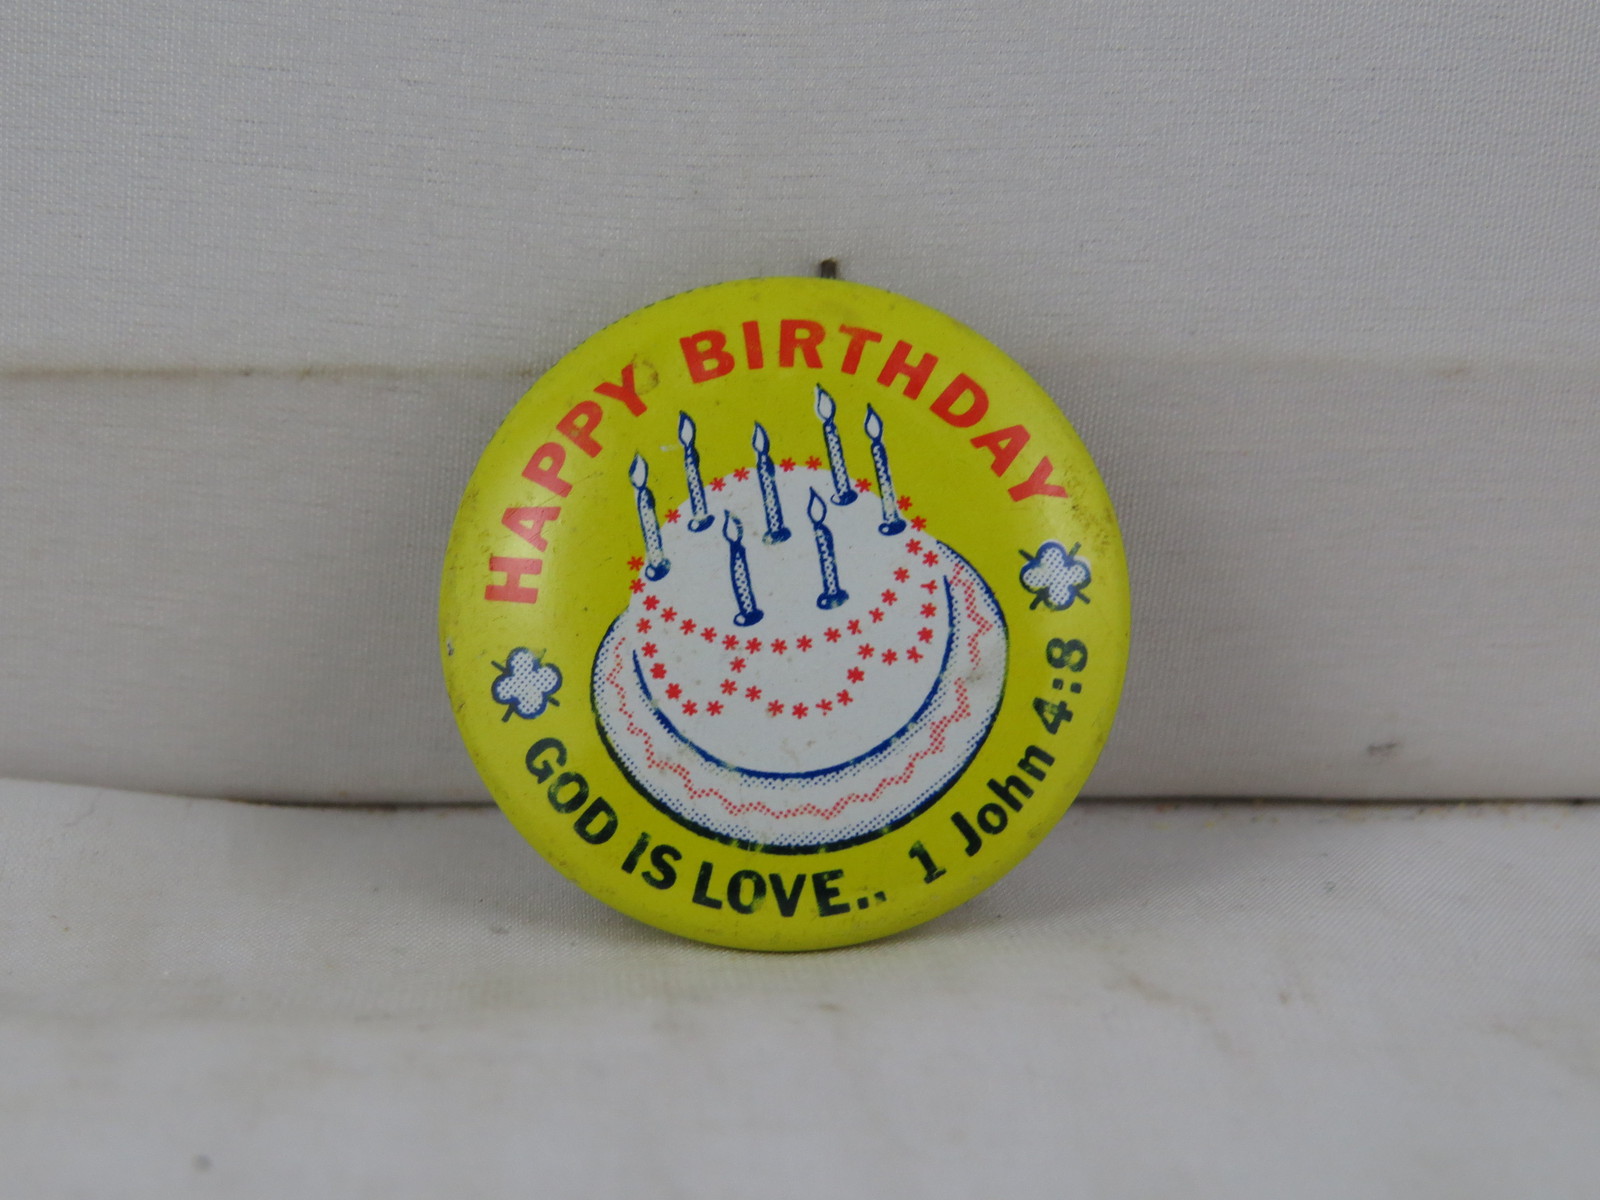 HAPPY BIRTHDAY
GOD IS LOVE.. 1 John 4:8